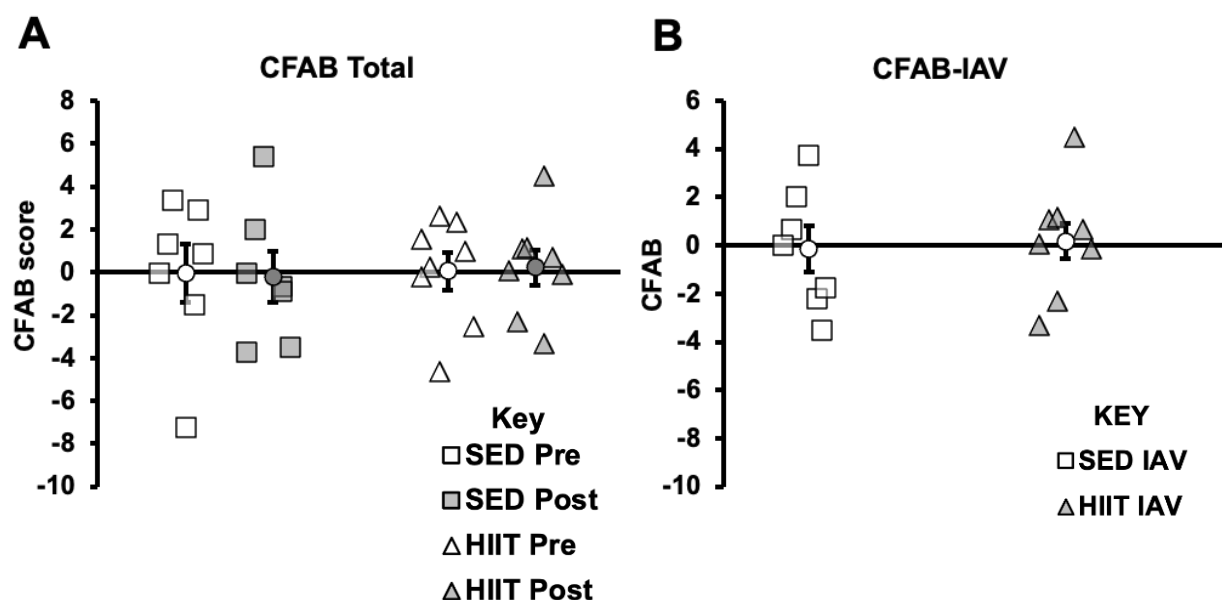 A
CFAB Total
CFAB score
8
6
4
2
0
-2
-4
-6
-8
-10
Key
SED Pre
SED Post
HIIT Pre
HIIT Post
B
CFAB-IAV
CFAB
6
4
2
0
-2
-4
-6
-8
-10
KEY
SED IAV
HIIT IAV